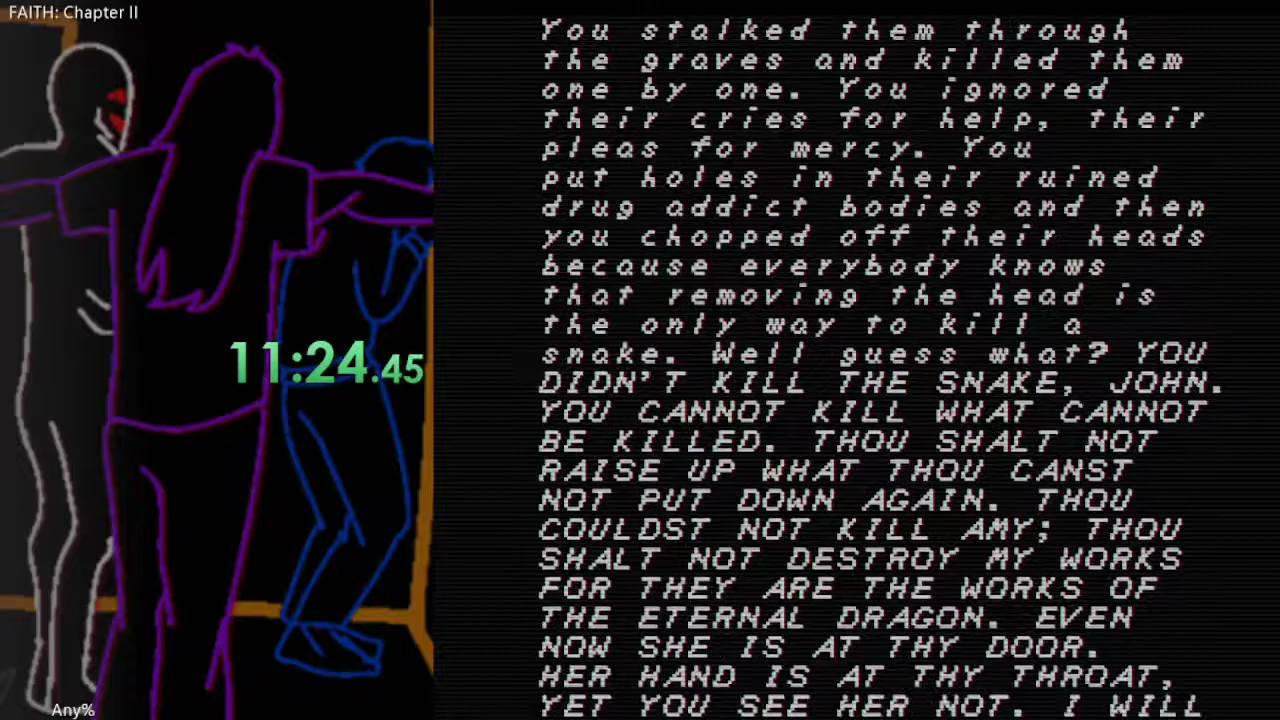 FAITH: Chapter II
You stalked them through
the graves and killed them
one by one. You ignored
their cries for help, their
pleas for mercy. You
put holes in their ruined
drug addict bodies and then
you chopped off their heads
because everybody knows
that removing the head is
the only way to kill a
snake. Well guess what? YOU
DIDN'T KILL THE SNAKE, JOHN.
YOU CANNOT KILL WHAT CANNOT
BE KILLED. THOU SHALT NOT
RAISE UP WHAT THOU CANST
NOT PUT DOWN AGAIN. THOU
COULDST NOT KILL AMY; THOU
SHALT NOT DESTROY MY WORKS
FOR THEY ARE THE WORKS OF
THE ETERNAL DRAGON. EVEN
NOW SHE IS AT THY DOOR.
HER HAND IS AT THY THROAT,
YET YOU SEE HER NOT. I WILL
11:24.45
Any%